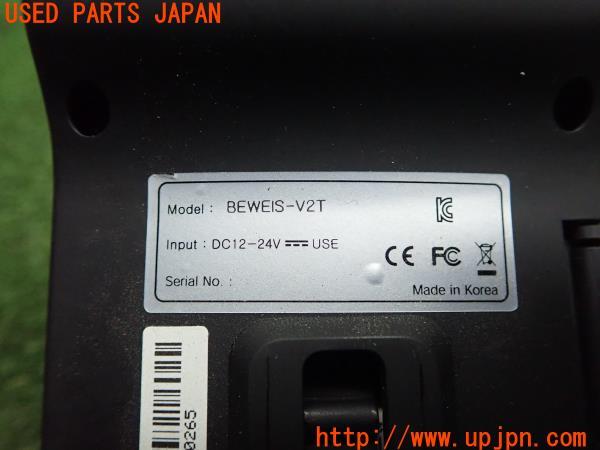 USED PARTS JAPAN
Model : BEWEIS-V2T
Input : DC12-24V USE
CE FC
Serial No. :
Made in Korea
0265
http://www.upjpn.com